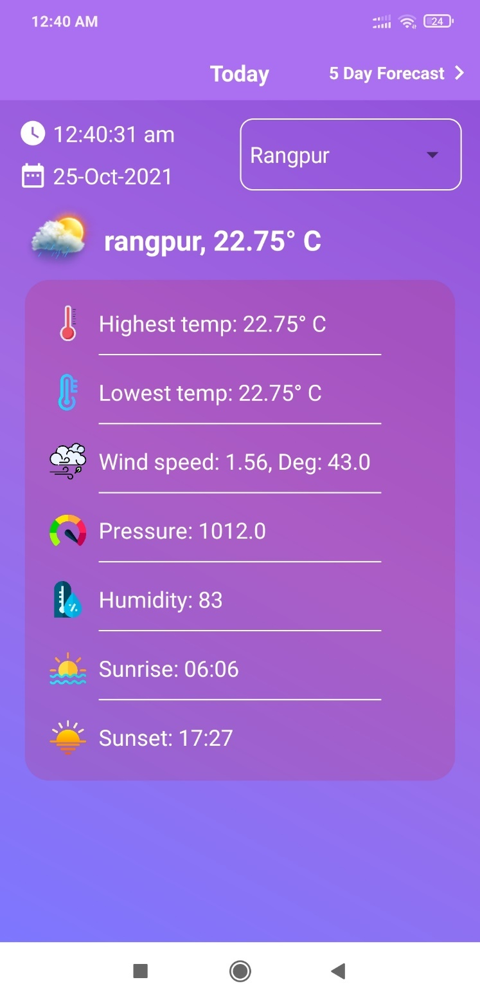 12:40 AM
24
Today
5 Day Forecast
12:40:31 am
25-Oct-2021
Rangpur
rangpur, 22.75° C
Highest temp: 22.75° C
Lowest temp: 22.75° C
Wind speed: 1.56, Deg: 43.0
Pressure: 1012.0
Humidity: 83
Sunrise: 06:06
Sunset: 17:27